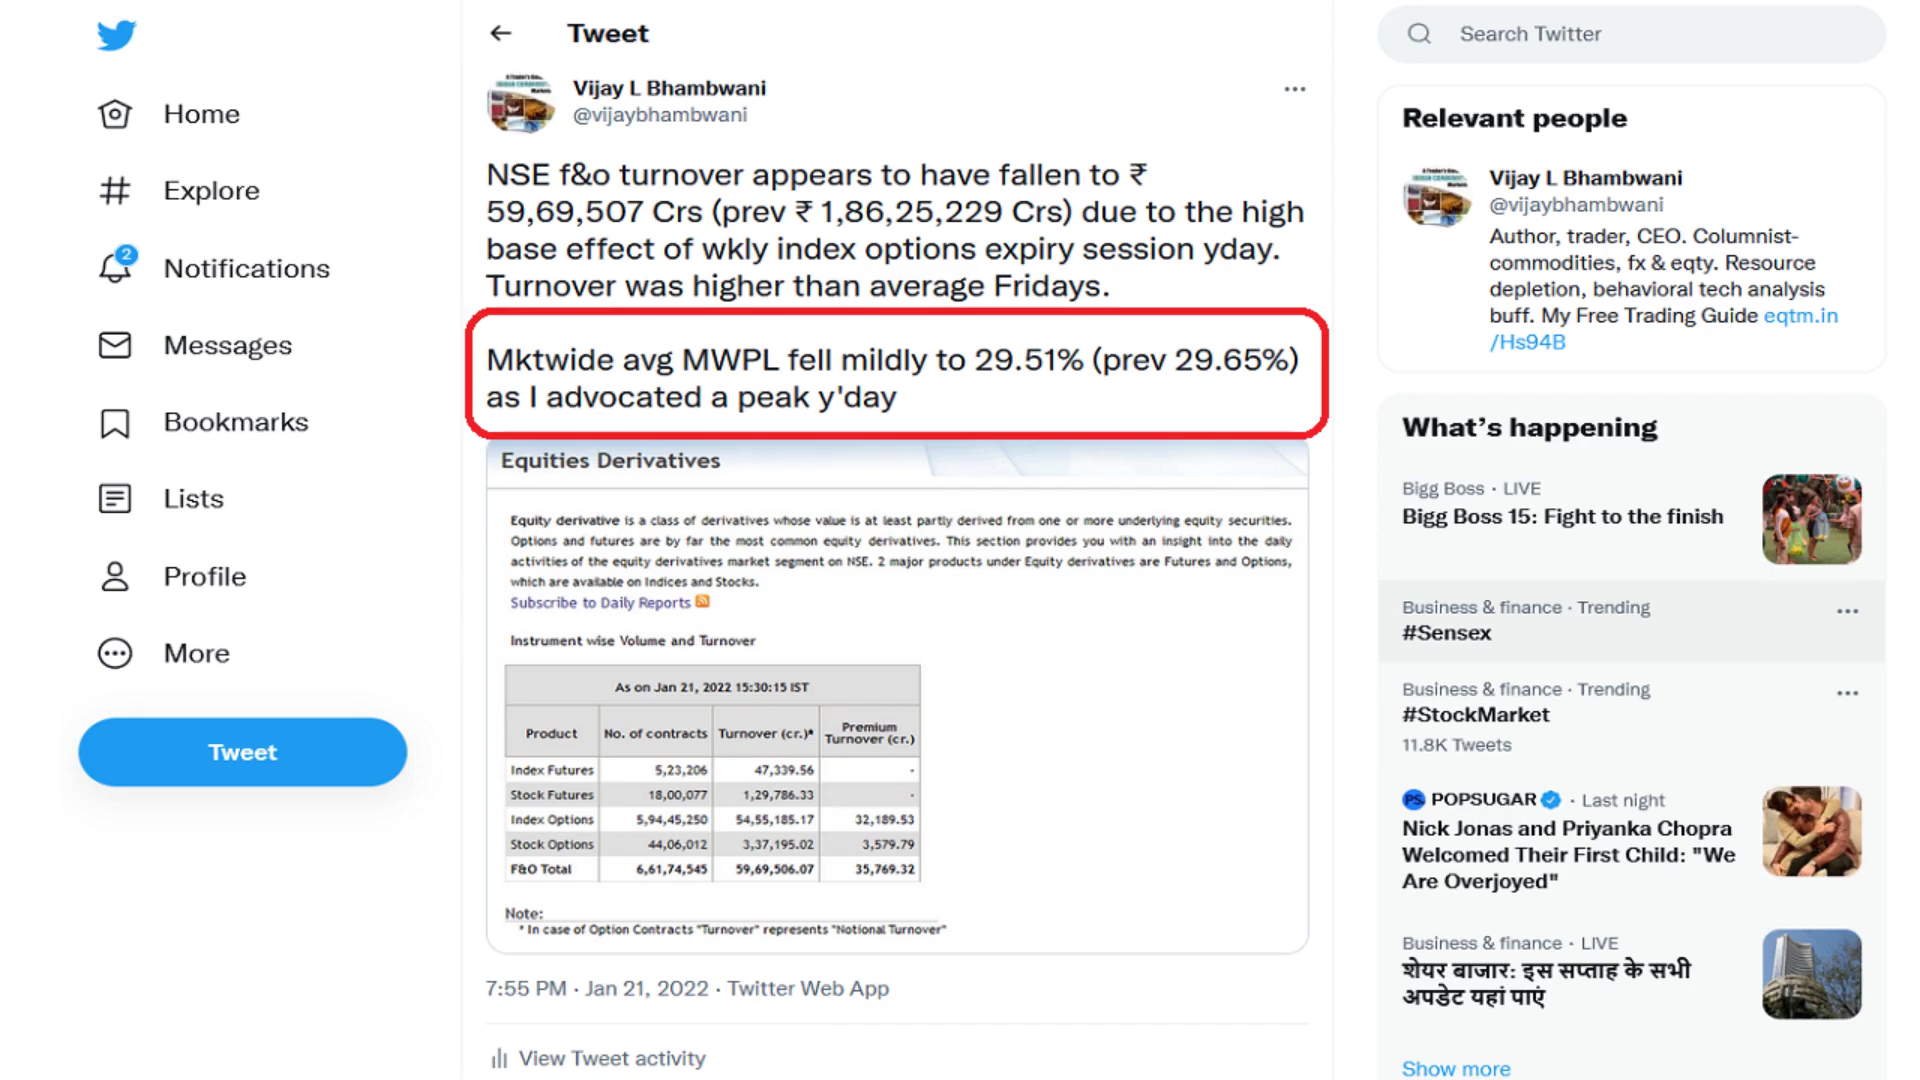 Home
Explore
2
Notifications
Messages
Bookmarks
Lists
Profile
More
Tweet
Tweet
Vijay L Bhambwani
@vijaybhambwani
NSE f&o turnover appears to have fallen to ₹
59,69,507 Crs (prev ₹ 1,86,25,229 Crs) due to the high
base effect of wkly index options expiry session yday.
Turnover was higher than average Fridays.
Mktwide avg MWPL fell mildly to 29.51% (prev 29.65%)
as I advocated a peak y'day
Equities Derivatives
Equity derivative is a class of derivatives whose value is at least partly derived from one or more underlying equity securities.
Options and futures are by far the most common equity derivatives. This section provides you with an insight into the daily
activities of the equity derivatives market segment on NSE. 2 major products under Equity derivatives are Futures and Options,
which are available on Indices and Stocks.
Subscribe to Daily Reports
Instrument wise Volume and Turnover
As on Jan 21, 2022 15:30:15 IST
Product No. of contracts Turnover (cr.)* Premium Turnover (cr.)
Index Futures 5,23,206 47,339.56 -
Stock Futures 18,00,077 1,29,786.33 -
Index Options 5,94,45,250 54,55,185.17 32,189.53
Stock Options 44,06,012 3,37,195.02 3,579.79
F&O Total 6,61,74,545 59,69,506.07 35,769.32
Note:
* In case of Option Contracts "Turnover" represents "Notional Turnover"
7:55 PM · Jan 21, 2022 · Twitter Web App
View Tweet activity
Search Twitter
Relevant people
Vijay L Bhambwani
@vijaybhambwani
Author, trader, CEO. Columnist-
commodities, fx & eqty. Resource
depletion, behavioral tech analysis
buff. My Free Trading Guide eqtm.in
/Hs94B
What's happening
Bigg Boss · LIVE
Bigg Boss 15: Fight to the finish
Business & finance · Trending
#Sensex
Business & finance · Trending
#StockMarket
11.8K Tweets
PS. POPSUGAR · Last night
Nick Jonas and Priyanka Chopra
Welcomed Their First Child: "We
Are Overjoyed"
Business & finance · LIVE
शेयर बाजार: इस सप्ताह के सभी
अपडेट यहां पाएं
Show more